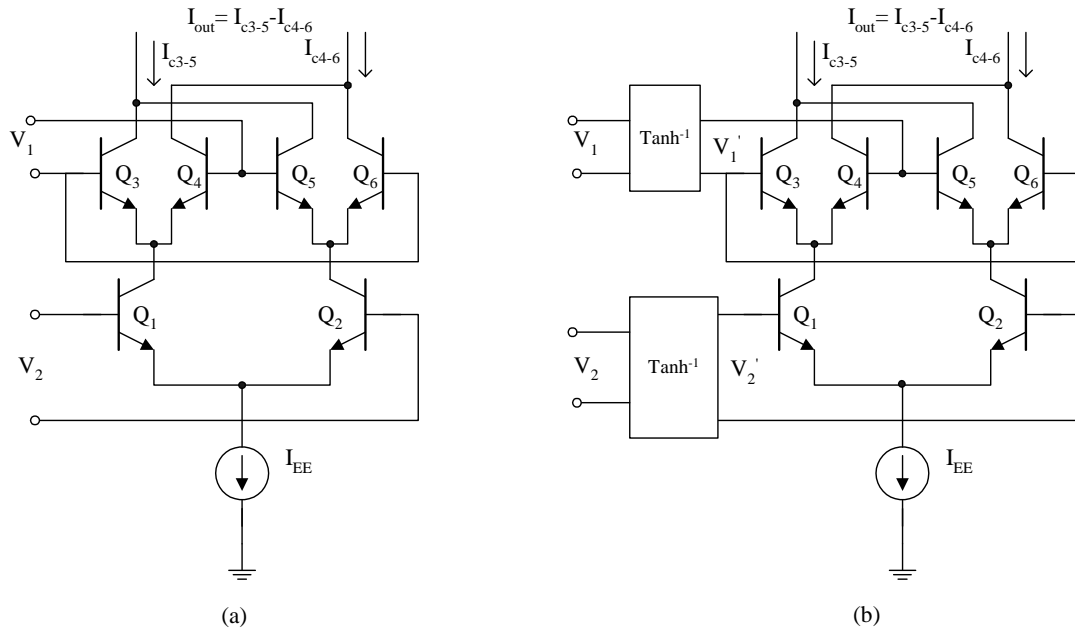 I_out = I_c3-5 - I_c4-6
I_c3-5
I_c4-6
V_1
Q_3
Q_4
Q_5
Q_6
Q_1
Q_2
V_2
I_EE
(a)
I_out = I_c3-5 - I_c4-6
I_c3-5
I_c4-6
V_1
Tanh^-1
V_1'
Q_3
Q_4
Q_5
Q_6
Q_1
Q_2
V_2
Tanh^-1
V_2'
I_EE
(b)